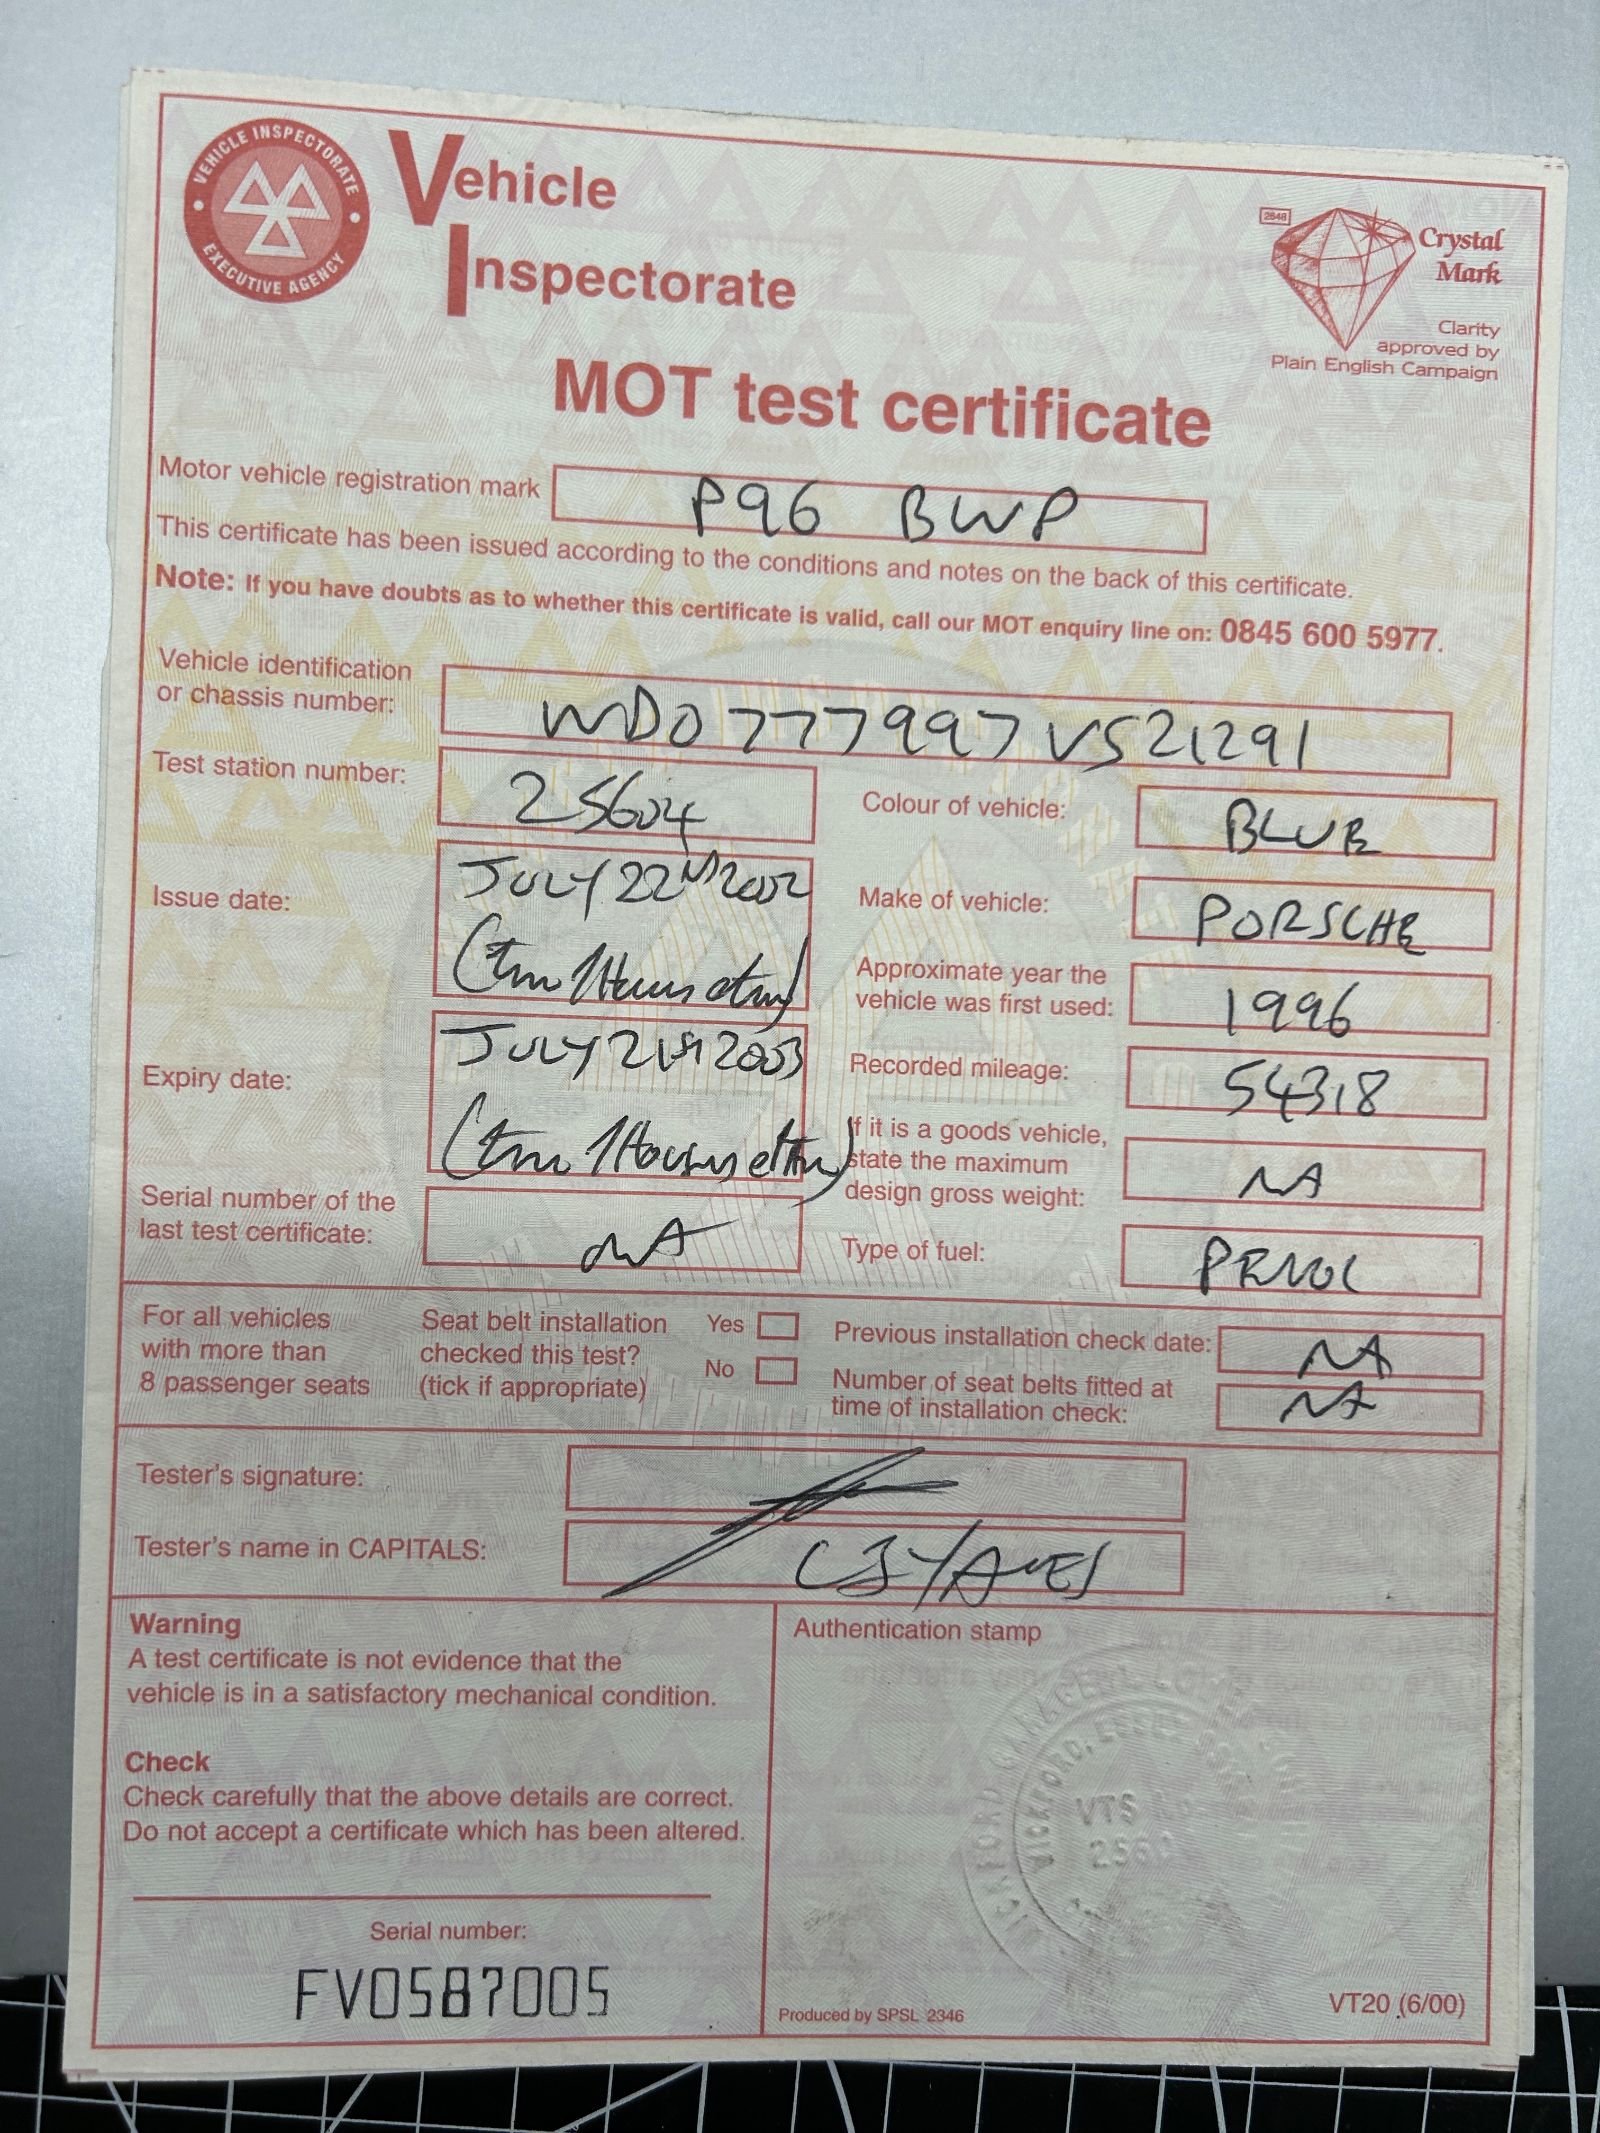 VEHICLE INSPECTORATE
EXECUTIVE AGENCY
Vehicle
Inspectorate
2648
Crystal
Mark
Clarity
approved by
Plain English Campaign
MOT test certificate
Motor vehicle registration mark P96 BWP
This certificate has been issued according to the conditions and notes on the back of this certificate.
Note: If you have doubts as to whether this certificate is valid, call our MOT enquiry line on: 0845 600 5977.
Vehicle identification
or chassis number:
Test station number: 25604
Colour of vehicle: BLUE
Issue date: JULY 22ND 2002
Make of vehicle: PORSCHE
Approximate year the
vehicle was first used: 1996
Expiry date: JULY 21st 2003
Recorded mileage: 54318
If it is a goods vehicle,
state the maximum
design gross weight: NA
Serial number of the
last test certificate: NA
Type of fuel: PETROL
For all vehicles
with more than
8 passenger seats
Seat belt installation
checked this test?
(tick if appropriate)
Yes
No
Previous installation check date: NA
Number of seat belts fitted at
time of installation check: NA
Tester's signature:
Tester's name in CAPITALS:
Warning
A test certificate is not evidence that the
vehicle is in a satisfactory mechanical condition.
Check
Check carefully that the above details are correct.
Do not accept a certificate which has been altered.
Serial number:
FV0587005
Authentication stamp
VTS
Produced by SPSL 2346
VT20 (6/00)